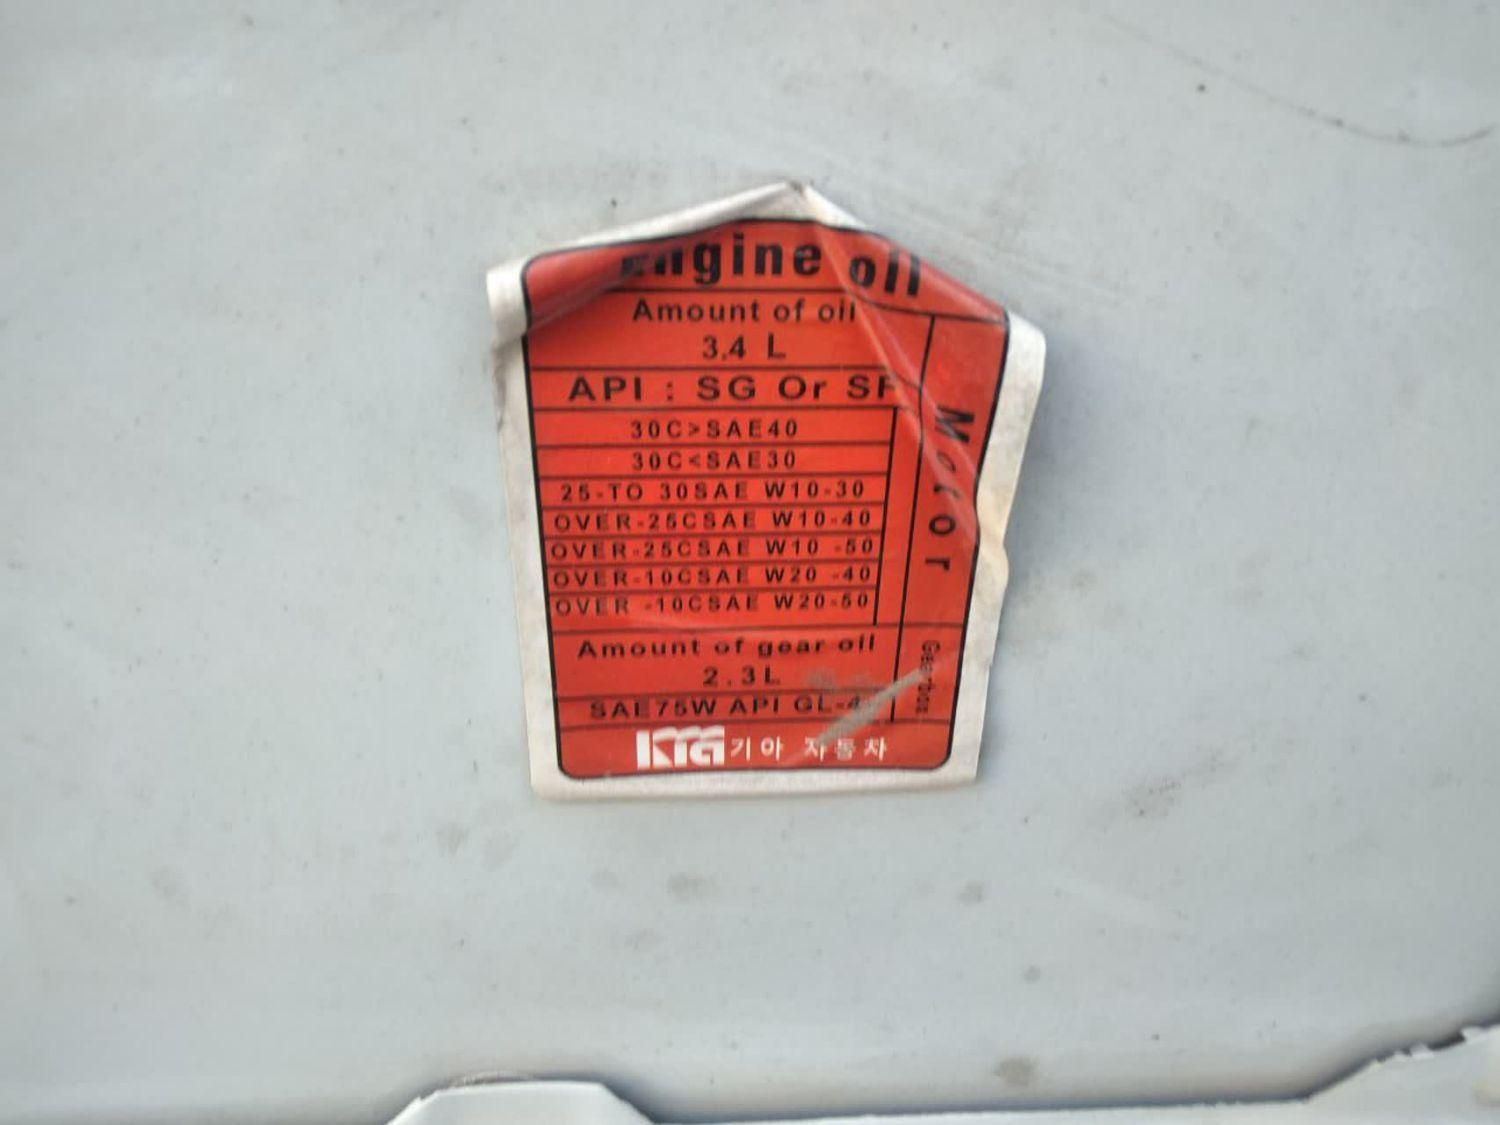 Engine oil
Amount of oil
3.4 L
API : SG Or SF
30C>SAE40
30C<SAE30
25-TO 30SAE W10-30
OVER-25CSAE W10-40
OVER-25CSAE W10 -50
OVER-10CSAE W20 -40
OVER -10CSAE W20-50
Motor
Amount of gear oil
2.3L
SAE75W API GL-4
Gearbox
KIA 기아 자동차